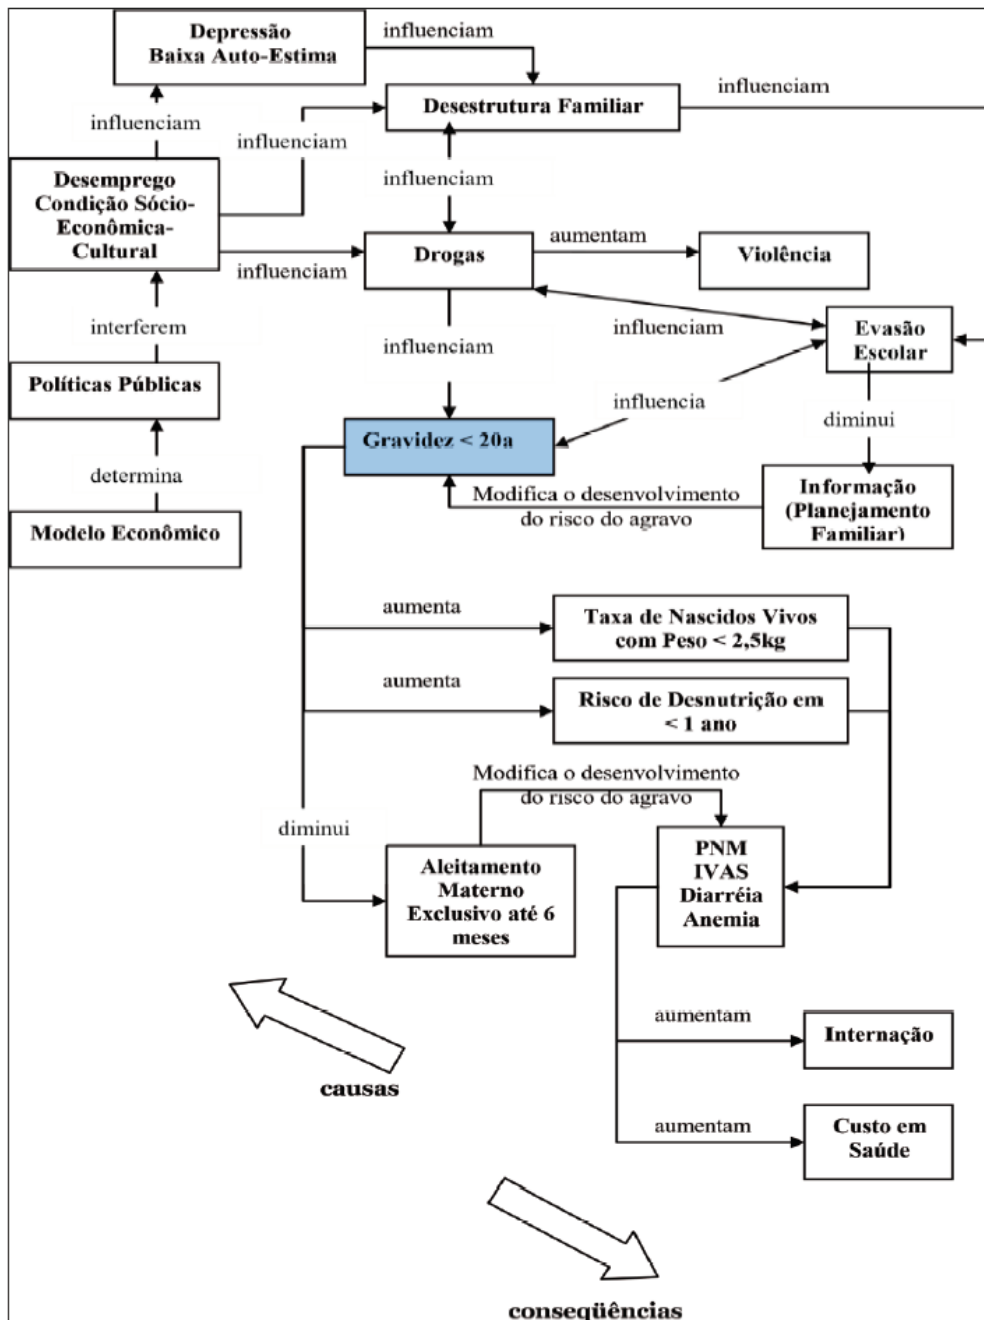 Depressão
Baixa Auto-Estima
influenciam
Desestrutura Familiar
influenciam
influenciam
influenciam
Desemprego
Condição Sócio-
Econômica-
Cultural
influenciam
influenciam
Drogas
aumentam
Violência
interferem
influenciam
influenciam
Evasão
Escolar
Políticas Públicas
influencia
diminui
Gravidez < 20a
determina
Modifica o desenvolvimento
do risco do agravo
Informação
(Planejamento
Familiar)
Modelo Econômico
aumenta
Taxa de Nascidos Vivos
com Peso < 2,5kg
aumenta
Risco de Desnutrição em
< 1 ano
Modifica o desenvolvimento
do risco do agravo
diminui
Aleitamento
Materno
Exclusivo até 6
meses
PNM
IVAS
Diarréia
Anemia
aumentam
Internação
causas
aumentam
Custo em
Saúde
conseqüências